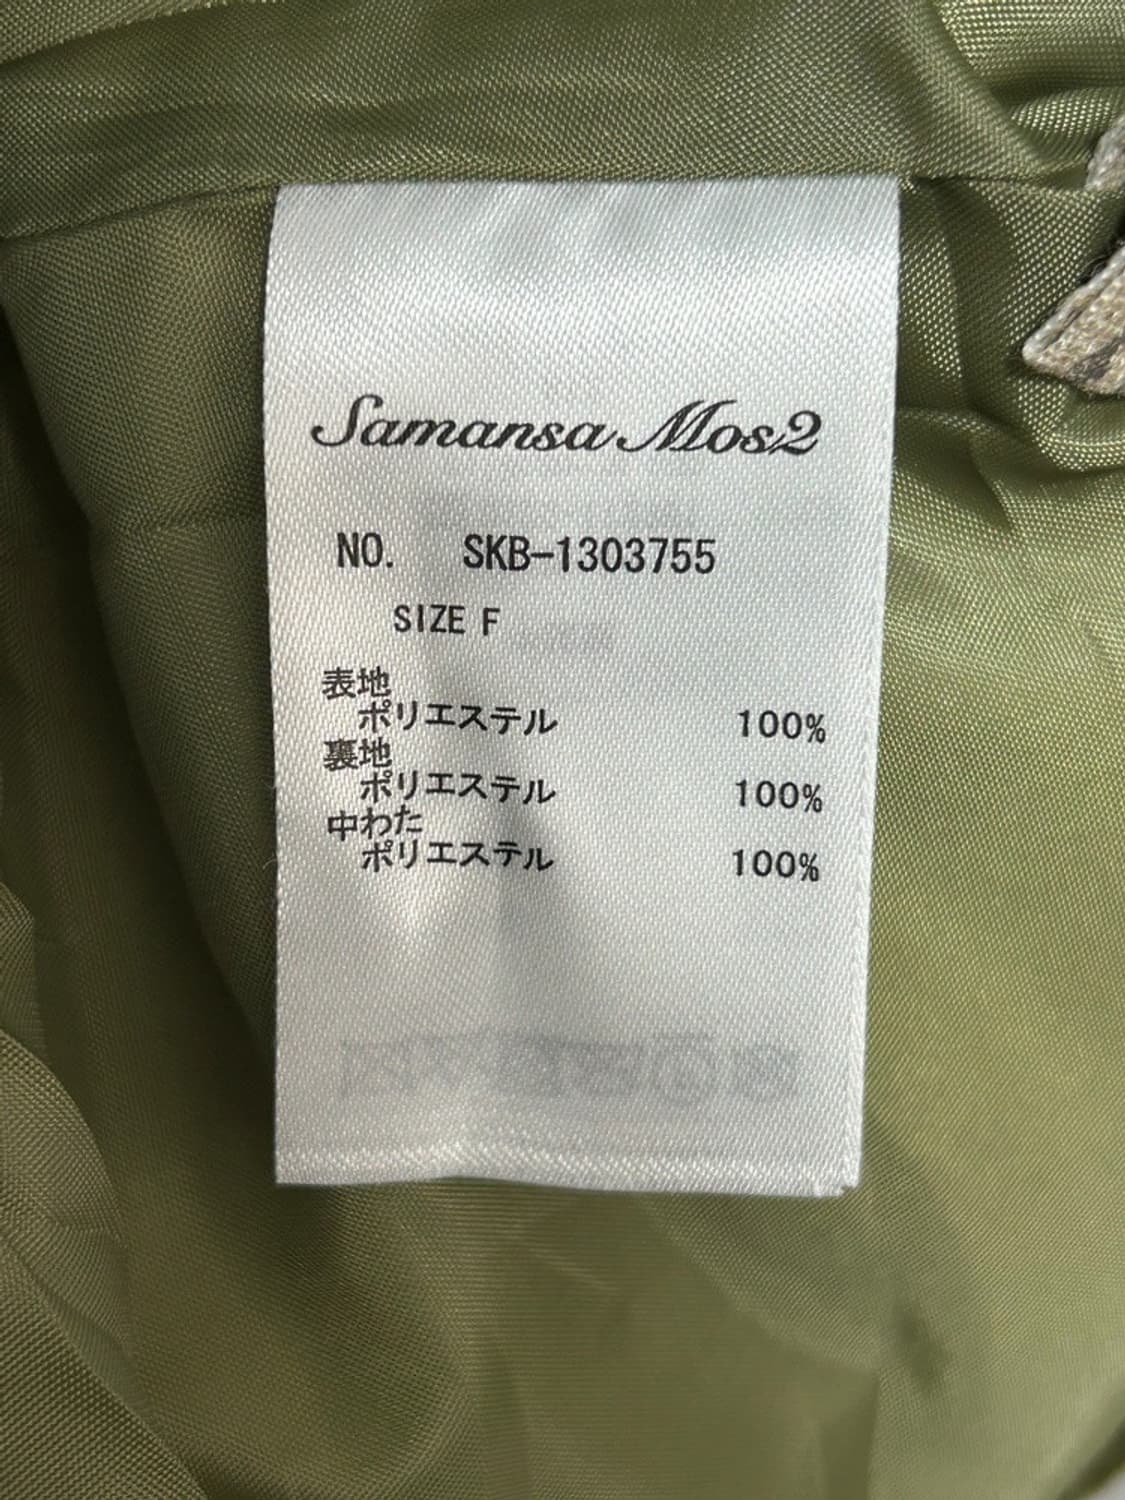 Samansa Mos2
NO. SKB-1303755
SIZE F
表地
ポリエステル 100%
裏地
ポリエステル 100%
中わた
ポリエステル 100%